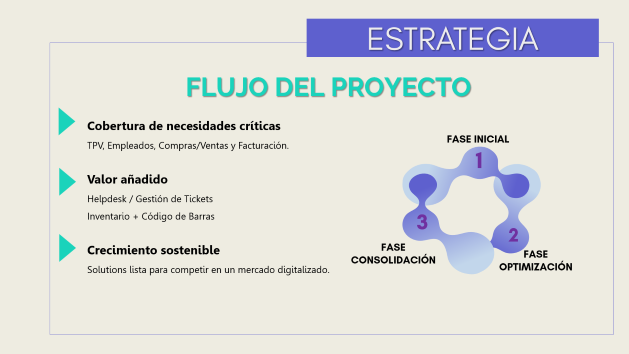 ESTRATEGIA
FLUJO DEL PROYECTO
Cobertura de necesidades críticas
TPV, Empleados, Compras/Ventas y Facturación.
Valor añadido
Helpdesk / Gestión de Tickets
Inventario + Código de Barras
Crecimiento sostenible
Solutions lista para competir en un mercado digitalizado.
FASE INICIAL
1
2
FASE
OPTIMIZACIÓN
3
FASE
CONSOLIDACIÓN